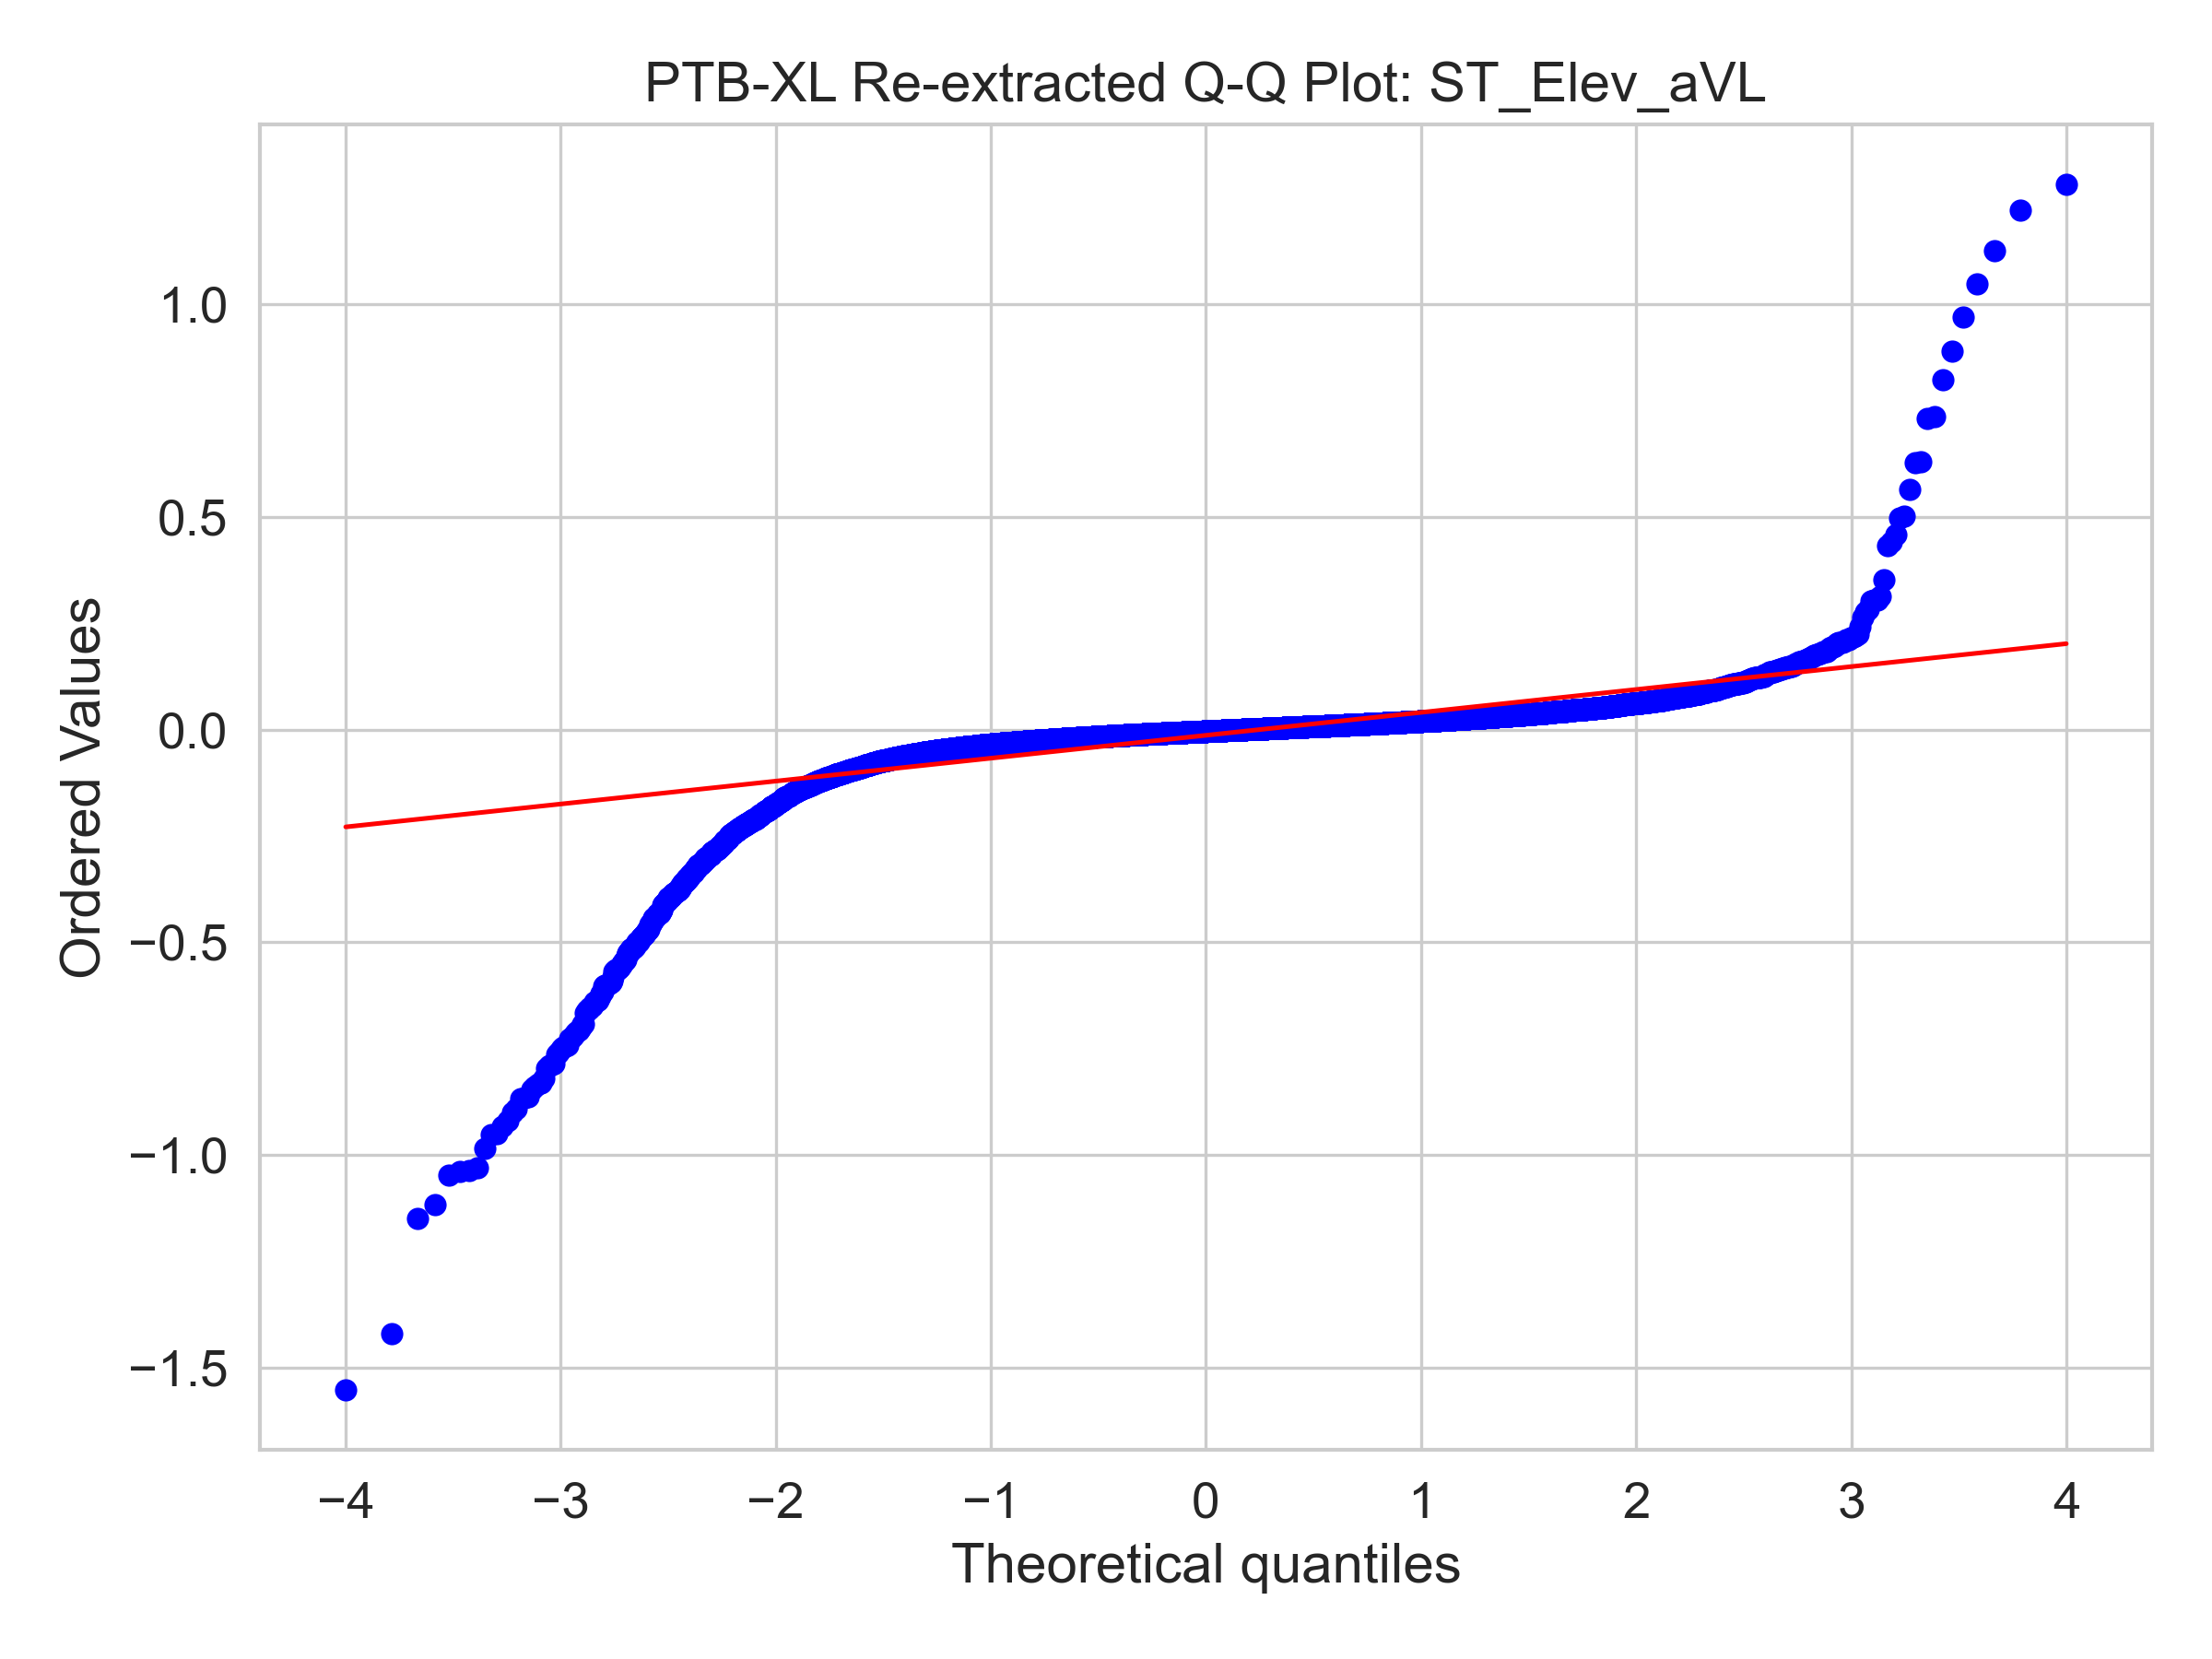 PTB-XL Re-extracted Q-Q Plot: ST_Elev_aVL
1.0
0.5
0.0
−0.5
−1.0
−1.5
Ordered Values
−4 −3 −2 −1 0 1 2 3 4
Theoretical quantiles